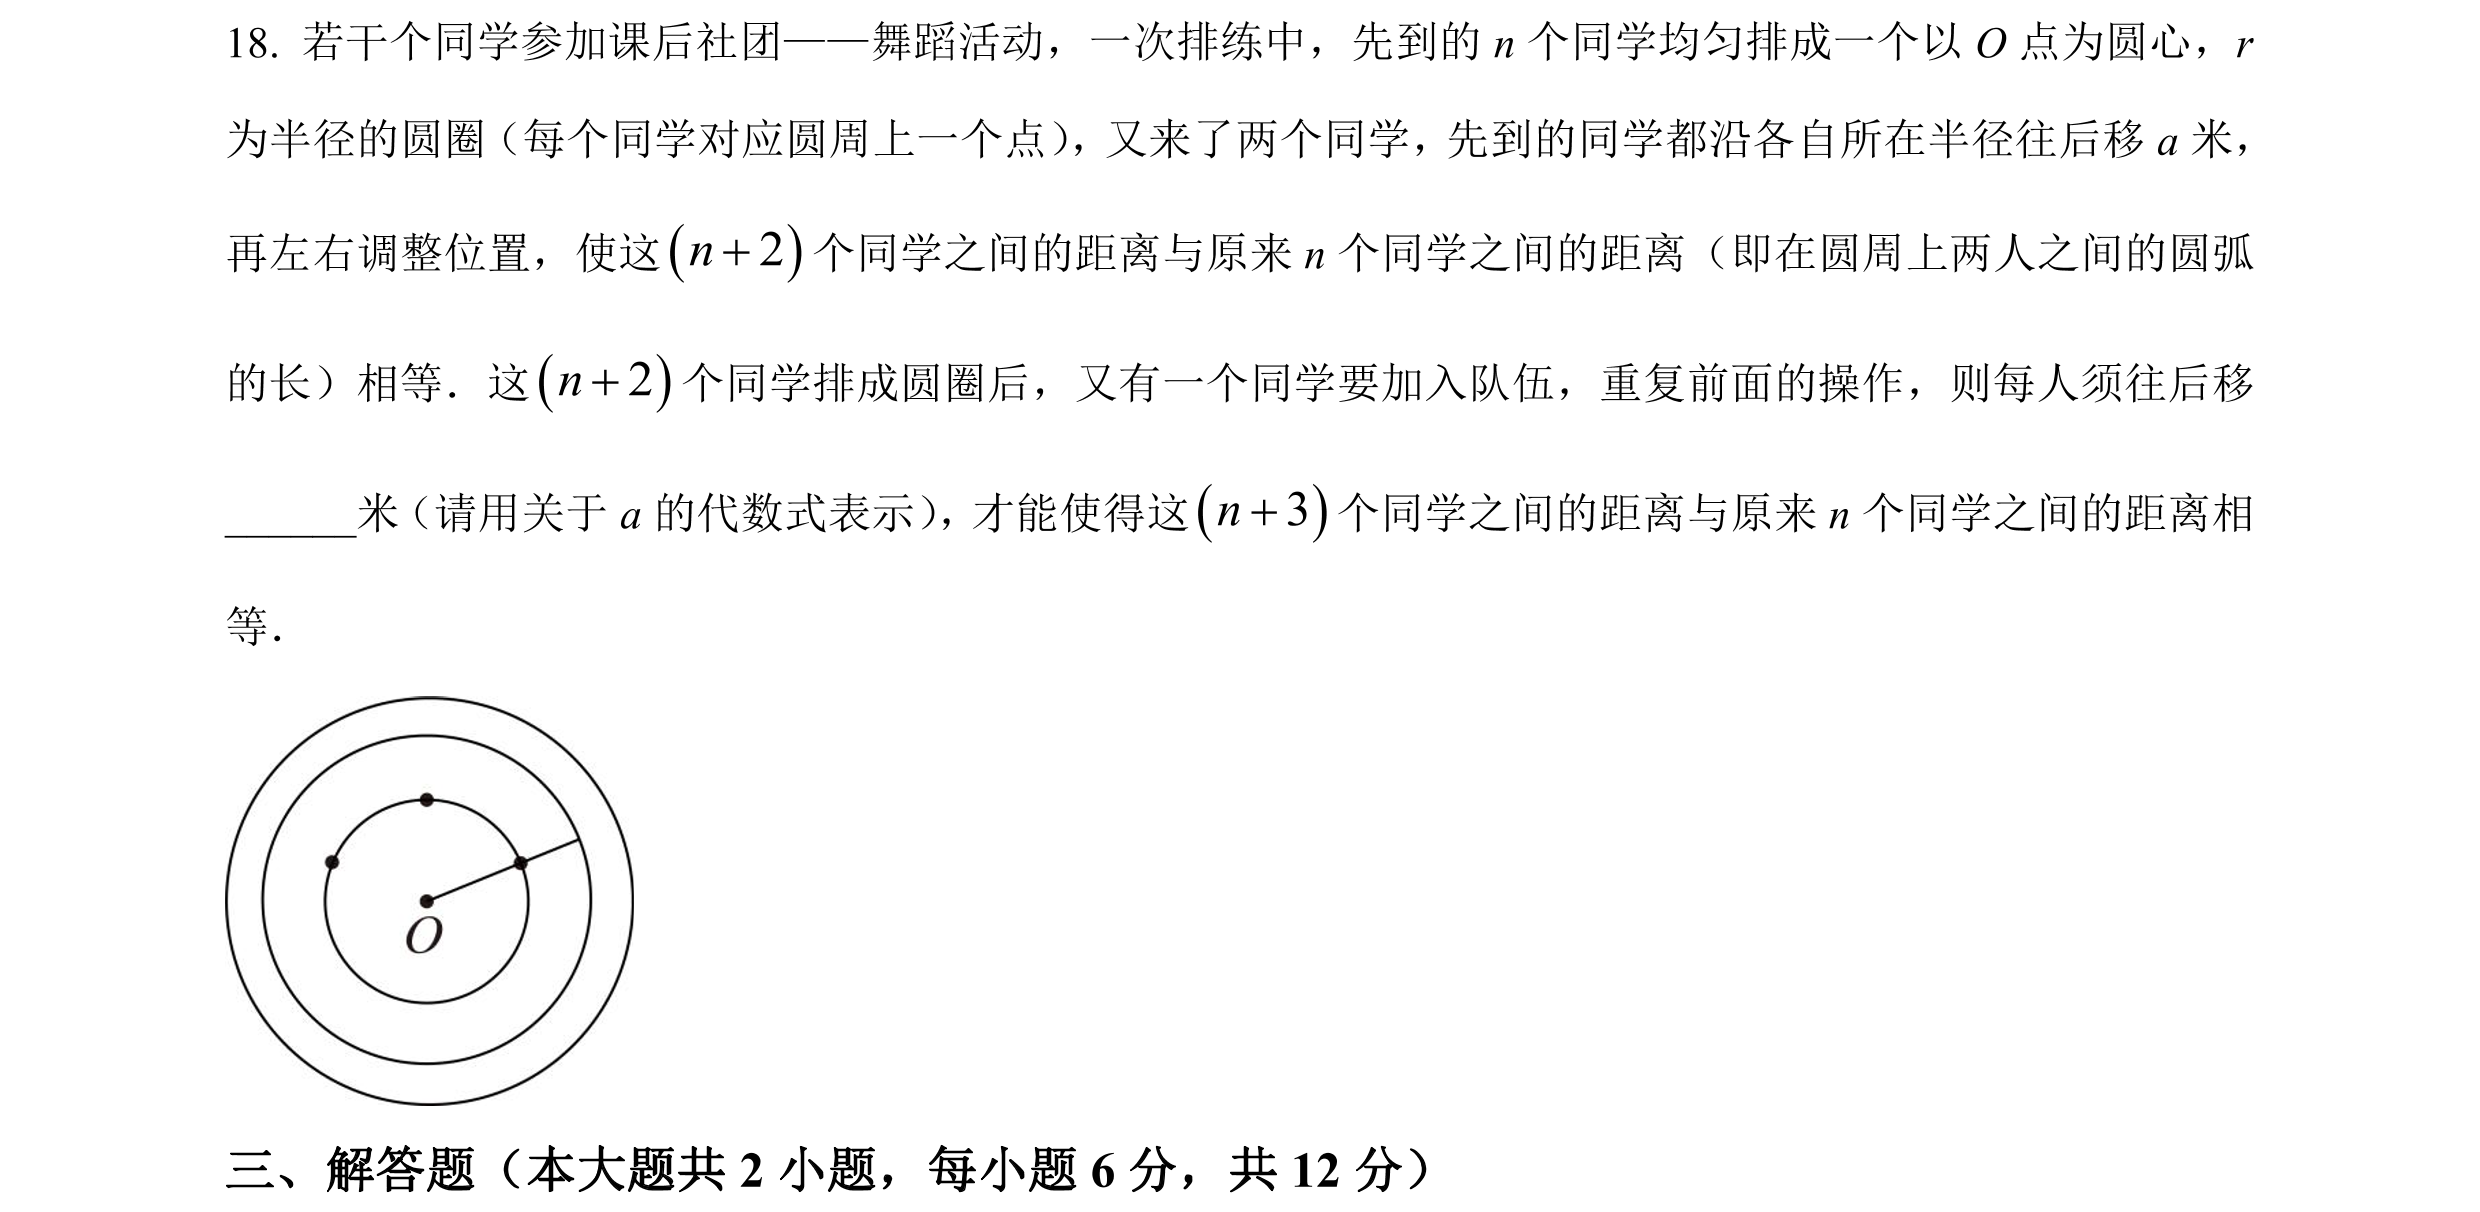 18. 若干个同学参加课后社团——舞蹈活动，一次排练中，先到的 n 个同学均匀排成一个以 O 点为圆心，r
为半径的圆圈（每个同学对应圆周上一个点），又来了两个同学，先到的同学都沿各自所在半径往后移 a 米，
再左右调整位置，使这(n+2)个同学之间的距离与原来 n 个同学之间的距离（即在圆周上两人之间的圆弧
的长）相等．这(n+2)个同学排成圆圈后，又有一个同学要加入队伍，重复前面的操作，则每人须往后移
______米（请用关于 a 的代数式表示），才能使得这(n+3)个同学之间的距离与原来 n 个同学之间的距离相
等．
O
三、解答题（本大题共 2 小题，每小题 6 分，共 12 分）